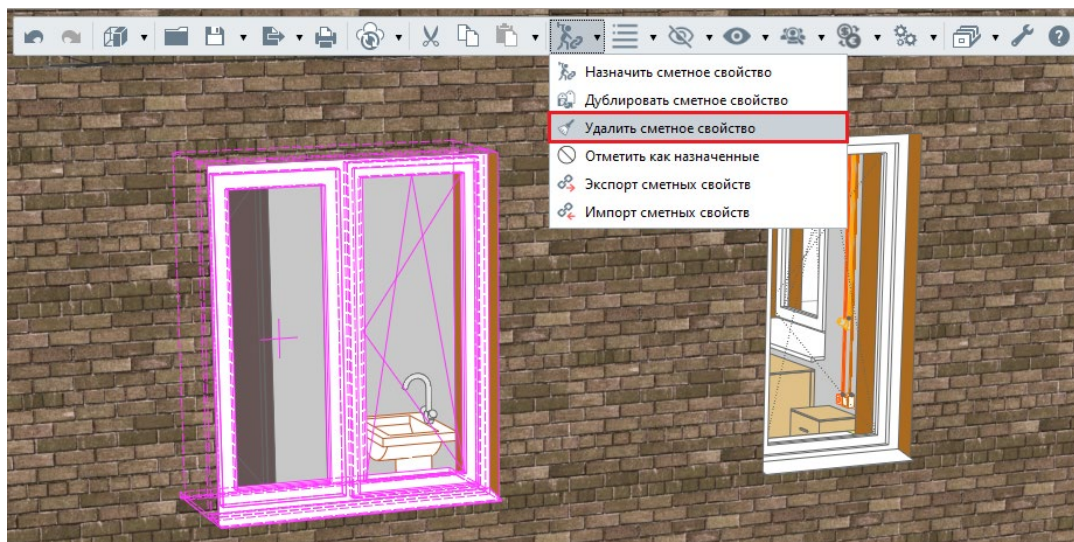 Назначить сметное свойство
Дублировать сметное свойство
Удалить сметное свойство
Отметить как назначенные
Экспорт сметных свойств
Импорт сметных свойств